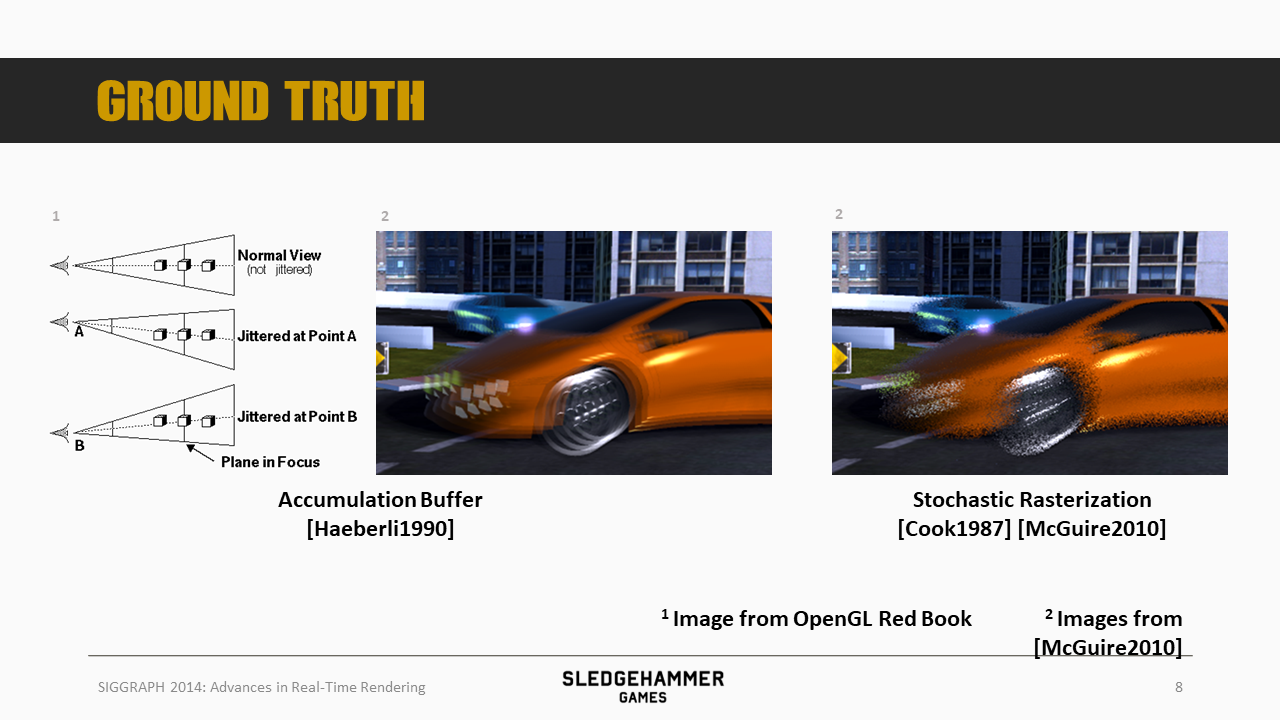 GROUND TRUTH
1
2
2
Normal View
(not jittered)
A
Jittered at Point A
Jittered at Point B
B
Plane in Focus
Accumulation Buffer
[Haeberli1990]
Stochastic Rasterization
[Cook1987] [McGuire2010]
1 Image from OpenGL Red Book
2 Images from
[McGuire2010]
SIGGRAPH 2014: Advances in Real-Time Rendering
SLEDGEHAMMER
GAMES
8